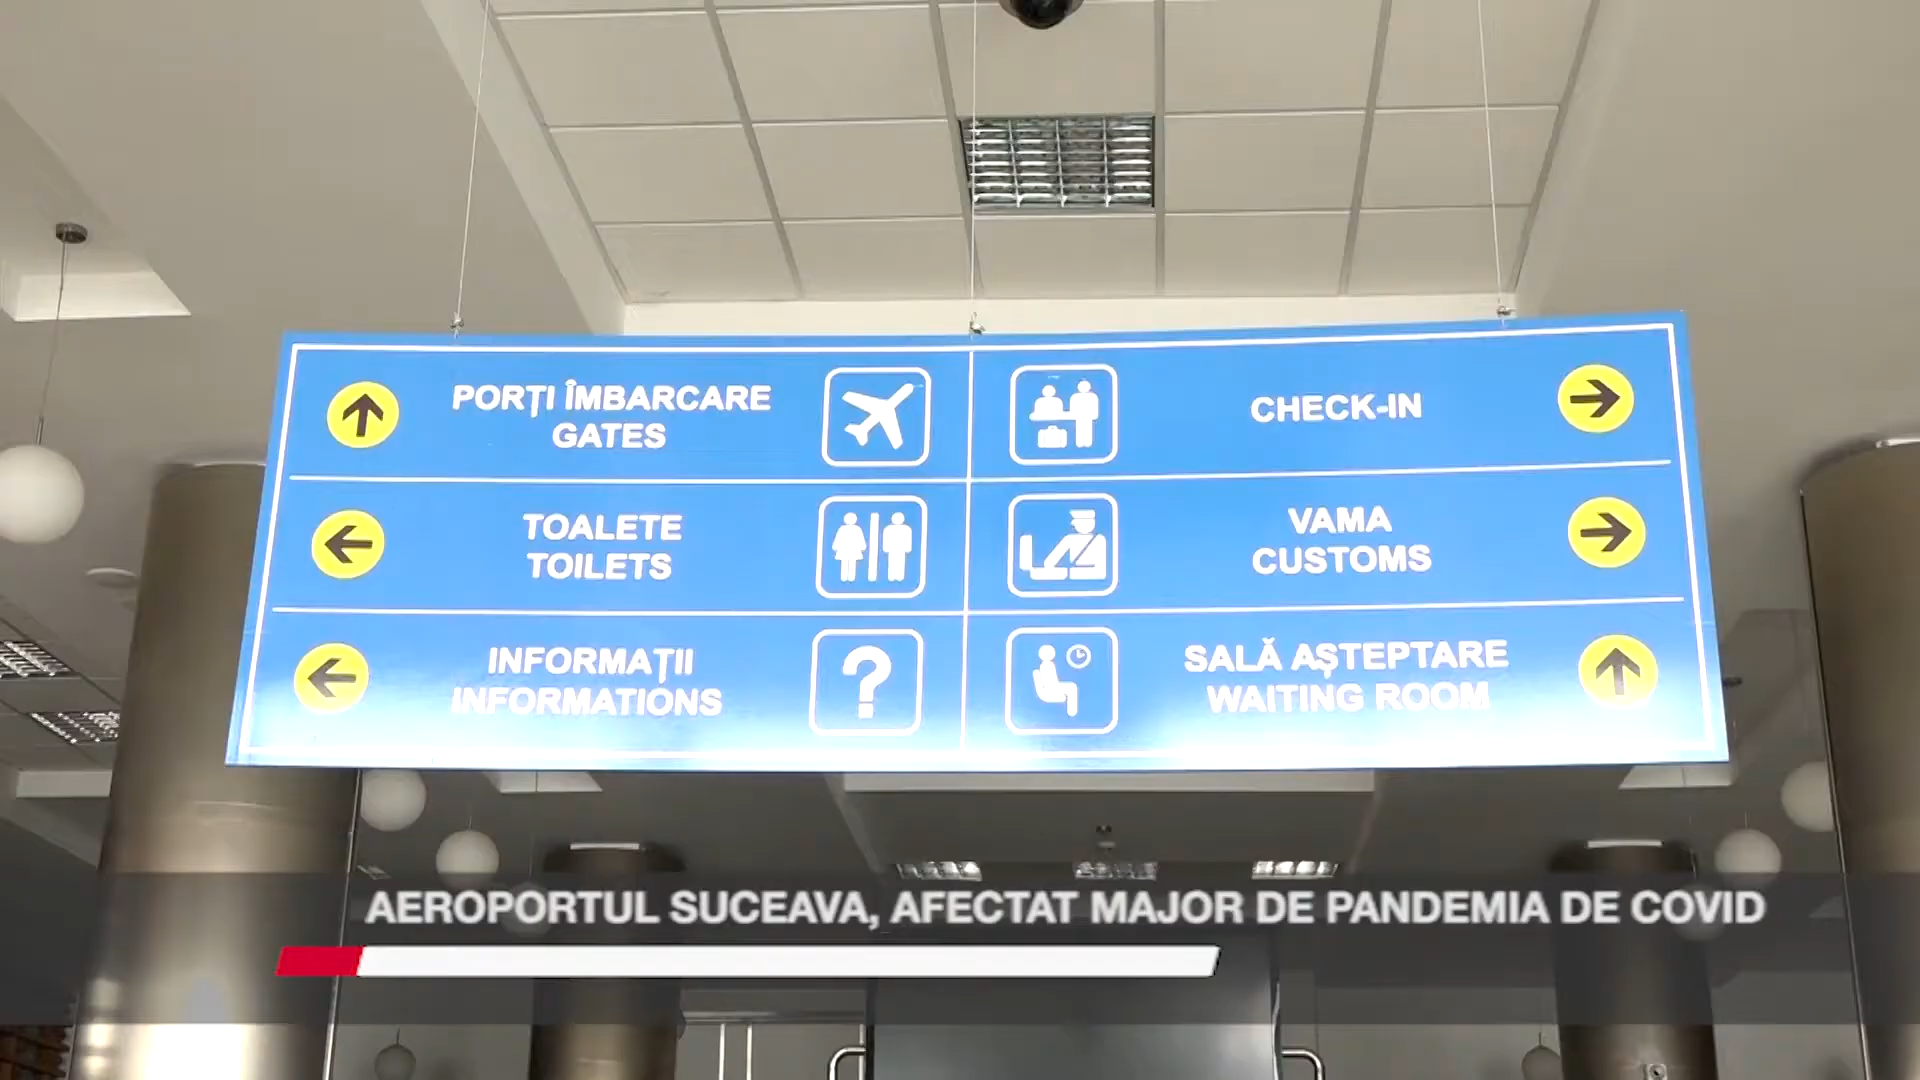 PORȚI ÎMBARCARE
GATES
CHECK-IN
TOALETE
TOILETS
VAMA
CUSTOMS
INFORMAȚII
INFORMATIONS
SALĂ AȘTEPTARE
WAITING ROOM
AEROPORTUL SUCEAVA, AFECTAT MAJOR DE PANDEMIA DE COVID